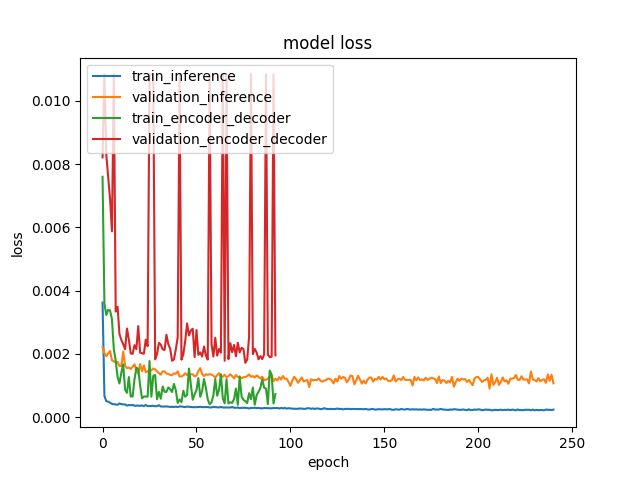 model loss
train_inference
validation_inference
train_encoder_decoder
validation_encoder_decoder
0.010
0.008
0.006
0.004
0.002
0.000
loss
0 50 100 150 200 250
epoch